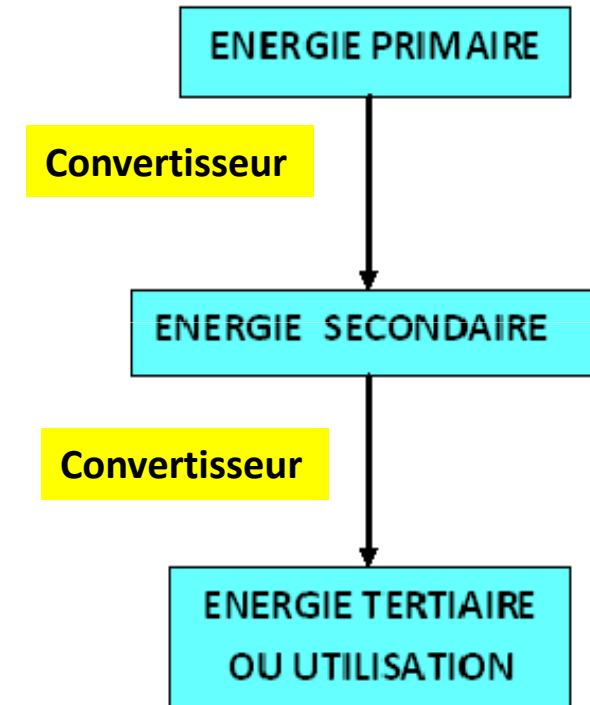 ENERGIE PRIMAIRE
Convertisseur
ENERGIE SECONDAIRE
Convertisseur
ENERGIE TERTIAIRE
OU UTILISATION